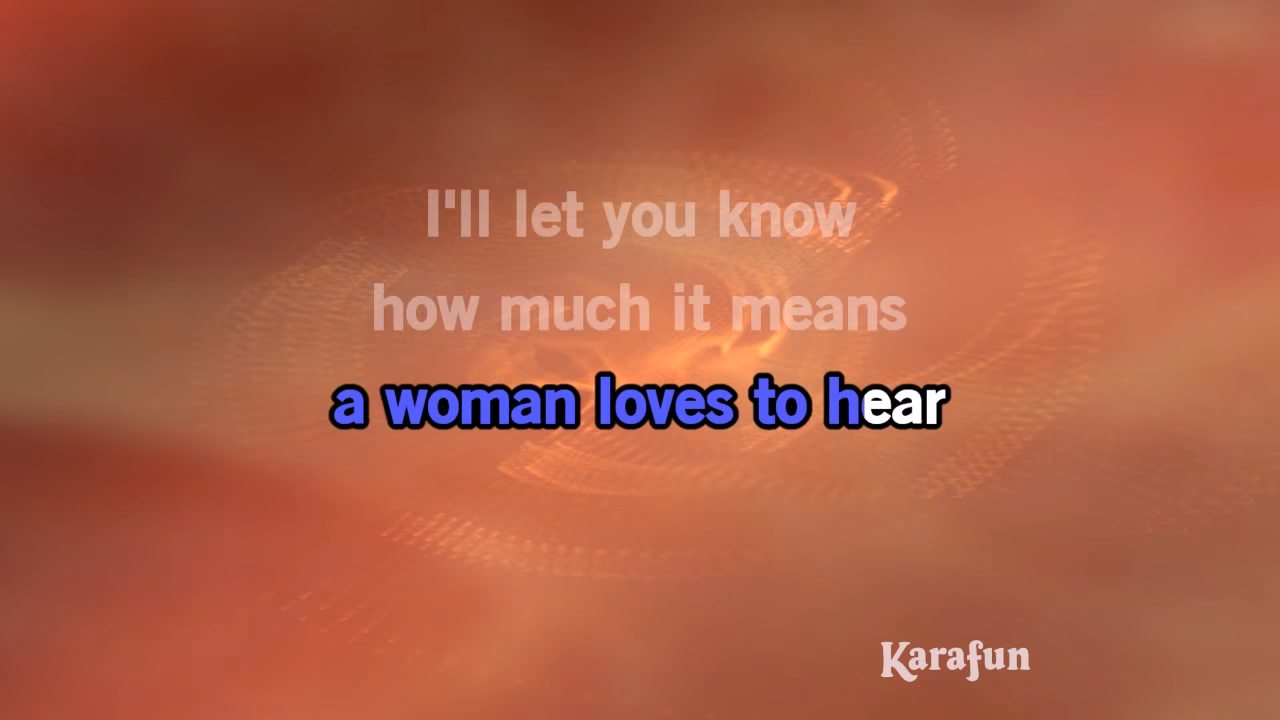 I'll let you know
how much it means
a woman loves to hear
Karafun